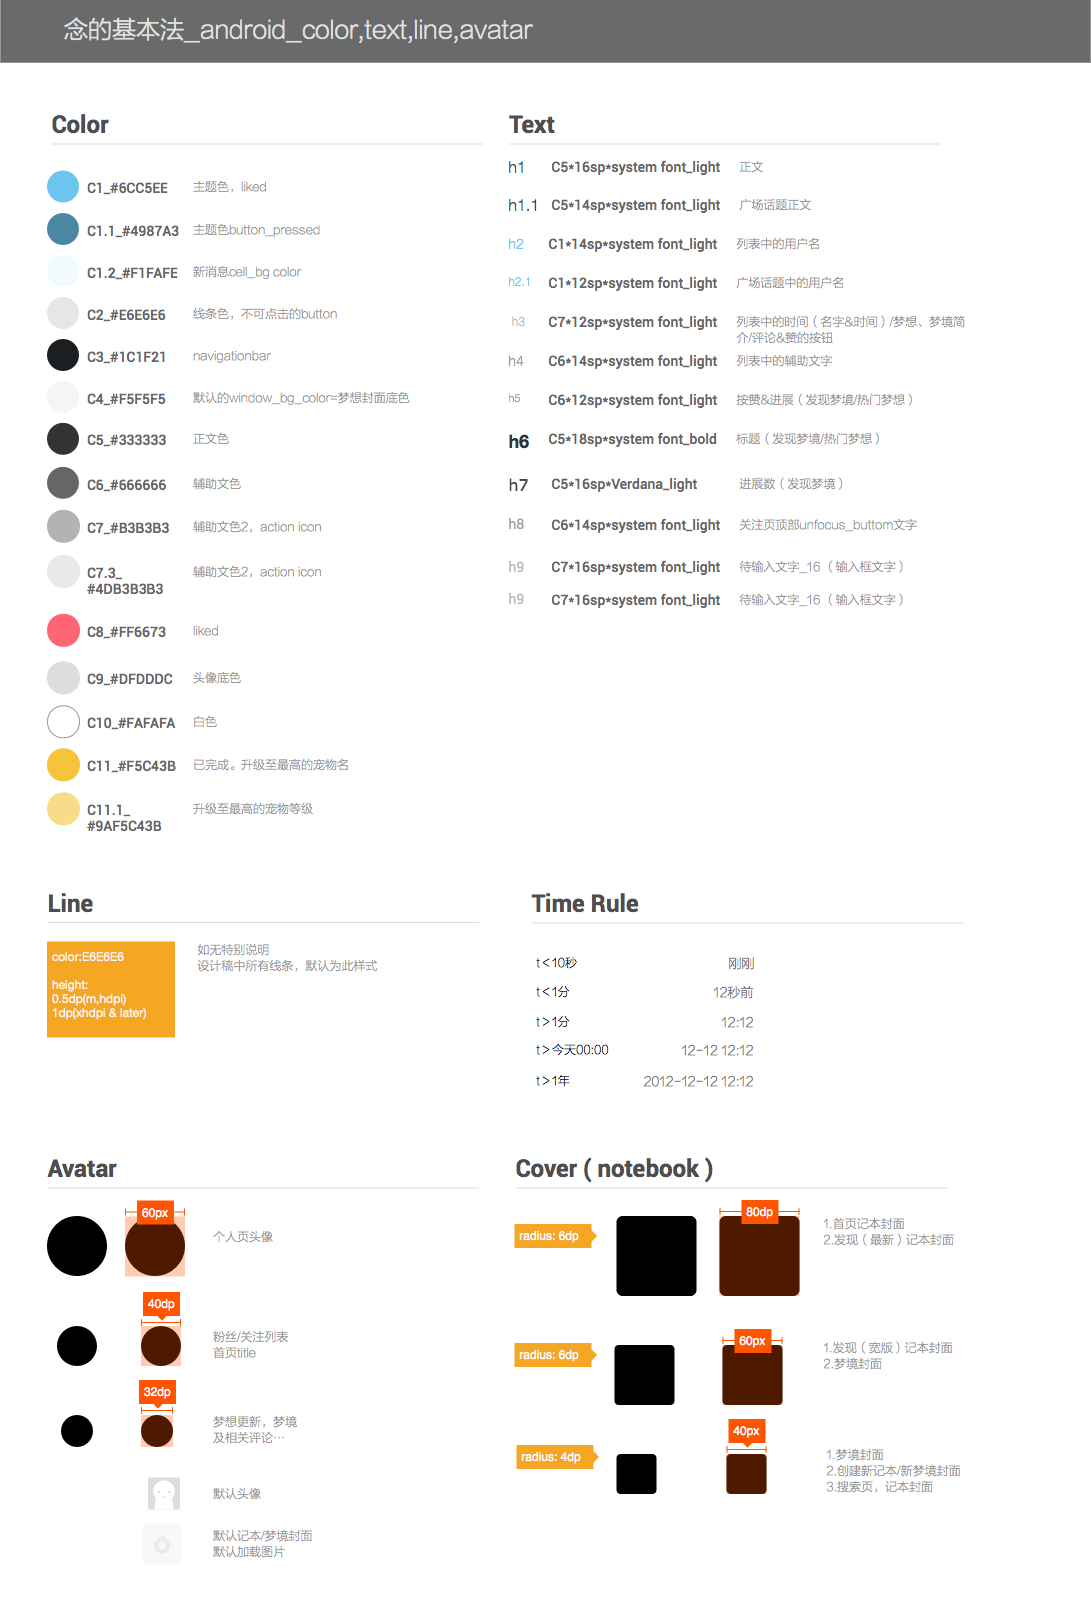 念的基本法_android_color,text,line,avatar
Color
C1_#6CC5EE 主题色，liked
C1.1_#4987A3 主题色button_pressed
C1.2_#F1FAFE 新消息cell_bg color
C2_#E6E6E6 线条色，不可点击的button
C3_#1C1F21 navigationbar
C4_#F5F5F5 默认的window_bg_color=梦想封面底色
C5_#333333 正文色
C6_#666666 辅助文色
C7_#B3B3B3 辅助文色2，action icon
C7.3_ 辅助文色2，action icon
#4DB3B3B3
C8_#FF6673 liked
C9_#DFDDDC 头像底色
C10_#FAFAFA 白色
C11_#F5C43B 已完成。升级至最高的宠物名
C11.1_ 升级至最高的宠物等级
#9AF5C43B
Text
h1 C5*16sp*system font_light 正文
h1.1 C5*14sp*system font_light 广场话题正文
h2 C1*14sp*system font_light 列表中的用户名
h2.1 C1*12sp*system font_light 广场话题中的用户名
h3 C7*12sp*system font_light 列表中的时间（名字&时间）/梦想、梦境简
介/评论&赞的按钮
h4 C6*14sp*system font_light 列表中的辅助文字
h5 C6*12sp*system font_light 按赞&进展（发现梦境/热门梦想）
h6 C5*18sp*system font_bold 标题（发现梦境/热门梦想）
h7 C5*16sp*Verdana_light 进展数（发现梦境）
h8 C6*14sp*system font_light 关注页顶部unfocus_buttom文字
h9 C7*16sp*system font_light 待输入文字_16（输入框文字）
h9 C7*16sp*system font_light 待输入文字_16（输入框文字）
Line
color:E6E6E6
height:
0.5dp(m,hdpi)
1dp(xhdpi & later)
如无特别说明
设计稿中所有线条，默认为此样式
Time Rule
t<10秒 刚刚
t<1分 12秒前
t>1分 12:12
t>今天00:00 12-12 12:12
t>1年 2012-12-12 12:12
Avatar
60px
个人页头像
40dp
粉丝/关注列表
首页title
32dp
梦想更新，梦境
及相关评论…
默认头像
默认记本/梦境封面
默认加载图片
Cover（notebook）
radius: 6dp
80dp
1.首页记本封面
2.发现（最新）记本封面
radius: 6dp
60px
1.发现（宽版）记本封面
2.梦境封面
radius: 4dp
40px
1.梦境封面
2.创建新记本/新梦境封面
3.搜索页，记本封面